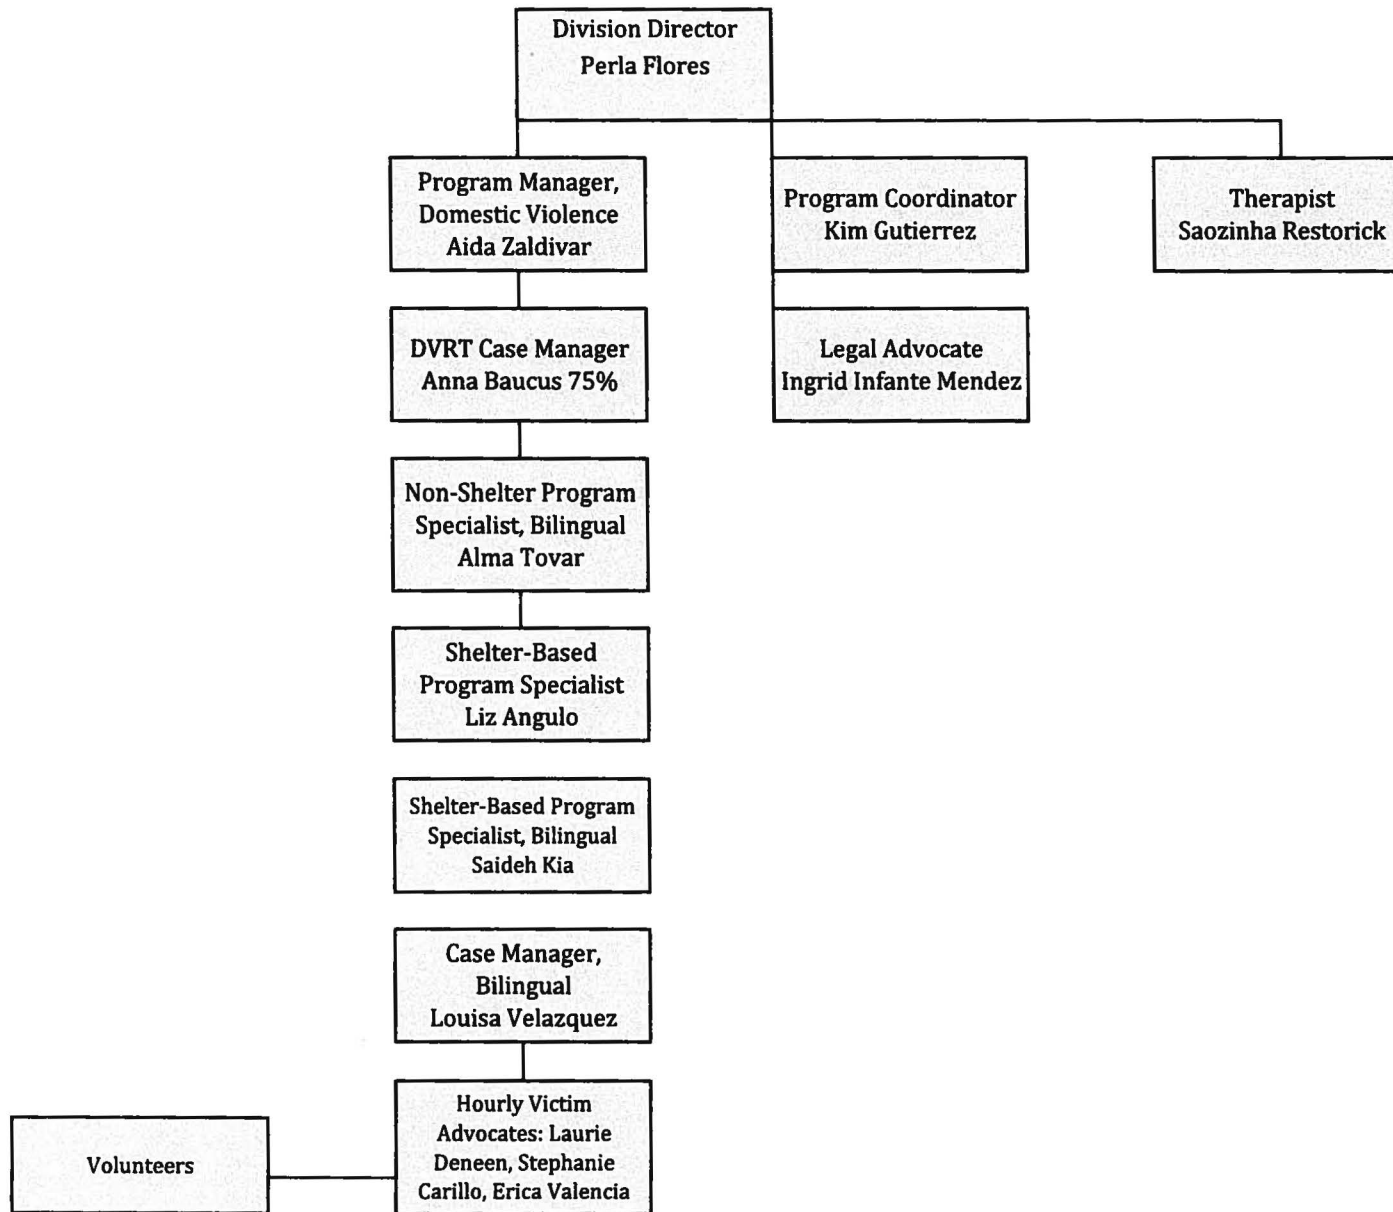 Division Director
Perla Flores
Program Manager,
Domestic Violence
Aida Zaldivar
Program Coordinator
Kim Gutierrez
Therapist
Saozinha Restorick
DVRT Case Manager
Anna Baucus 75%
Legal Advocate
Ingrid Infante Mendez
Non-Shelter Program
Specialist, Bilingual
Alma Tovar
Shelter-Based
Program Specialist
Liz Angulo
Shelter-Based Program
Specialist, Bilingual
Saideh Kia
Case Manager,
Bilingual
Louisa Velazquez
Hourly Victim
Advocates: Laurie
Deneen, Stephanie
Carillo, Erica Valencia
Volunteers